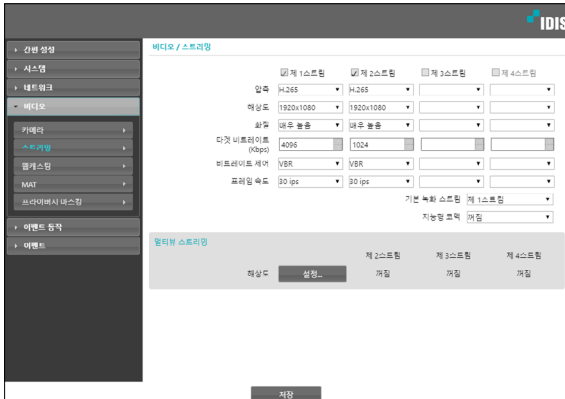 IDIS
비디오 / 스트리밍
간편 설정
시스템
네트워크
비디오
카메라
스트리밍
웹캐스팅
MAT
프라이버시 마스킹
이벤트 동작
이벤트
제 1스트림 제 2스트림 제 3스트림 제 4스트림
압축 H.265 H.265
해상도 1920x1080 1920x1080
화질 매우 높음 매우 높음
다겟 비트레이트
(Kbps) 4096 1024
비트레이트 제어 VBR VBR
프레임 속도 30 ips 30 ips
기본 녹화 스트림 제 1스트림
지능형 코덱 꺼짐
멀티뷰 스트리밍
제 2스트림 제 3스트림 제 4스트림
해상도 설정... 꺼짐 꺼짐 꺼짐
저장